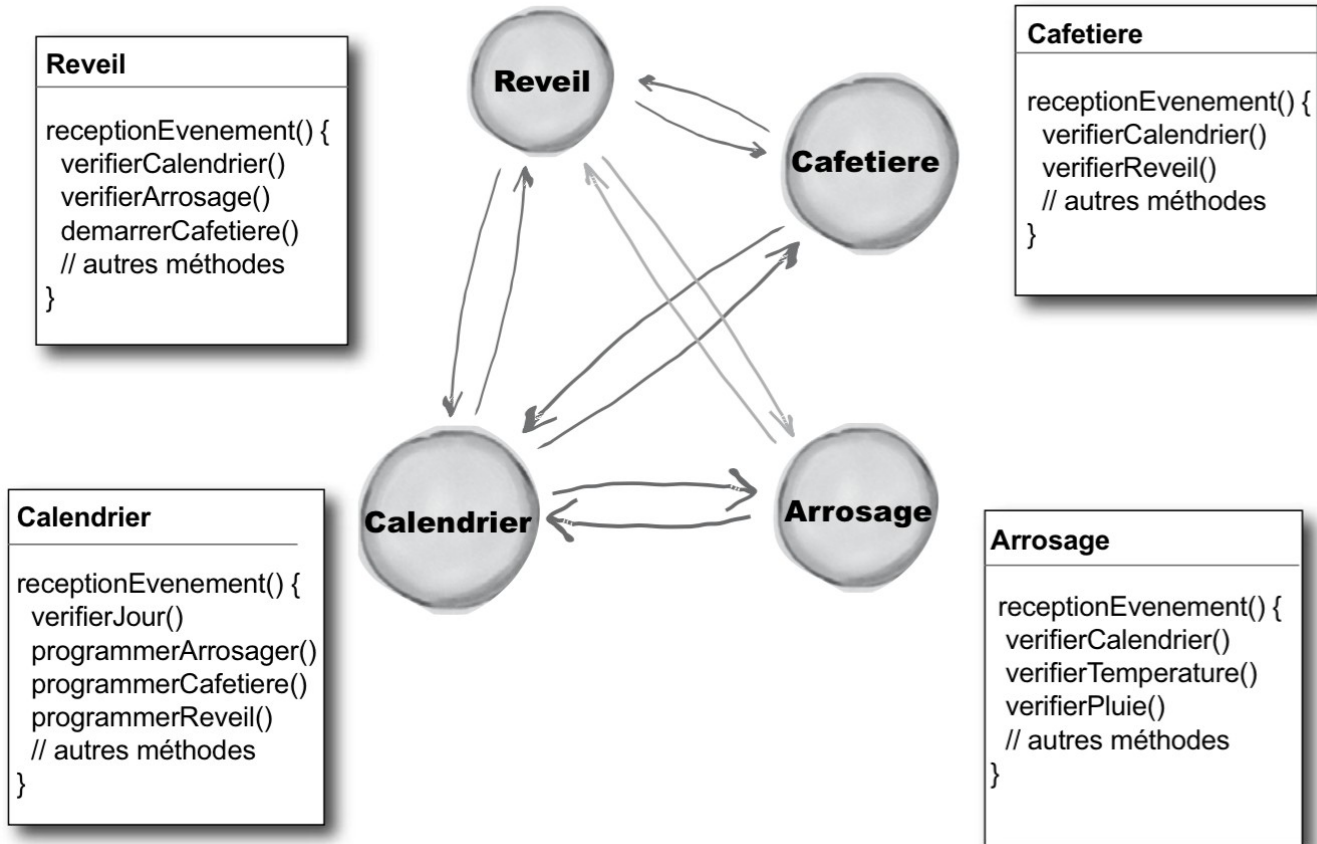 Reveil
receptionEvenement() {
verifierCalendrier()
verifierArrosage()
demarrerCafetiere()
// autres méthodes
}
Reveil
Cafetiere
Cafetiere
receptionEvenement() {
verifierCalendrier()
verifierReveil()
// autres méthodes
}
Calendrier
receptionEvenement() {
verifierJour()
programmerArrosager()
programmerCafetiere()
programmerReveil()
// autres méthodes
}
Calendrier
Arrosage
Arrosage
receptionEvenement() {
verifierCalendrier()
verifierTemperature()
verifierPluie()
// autres méthodes
}